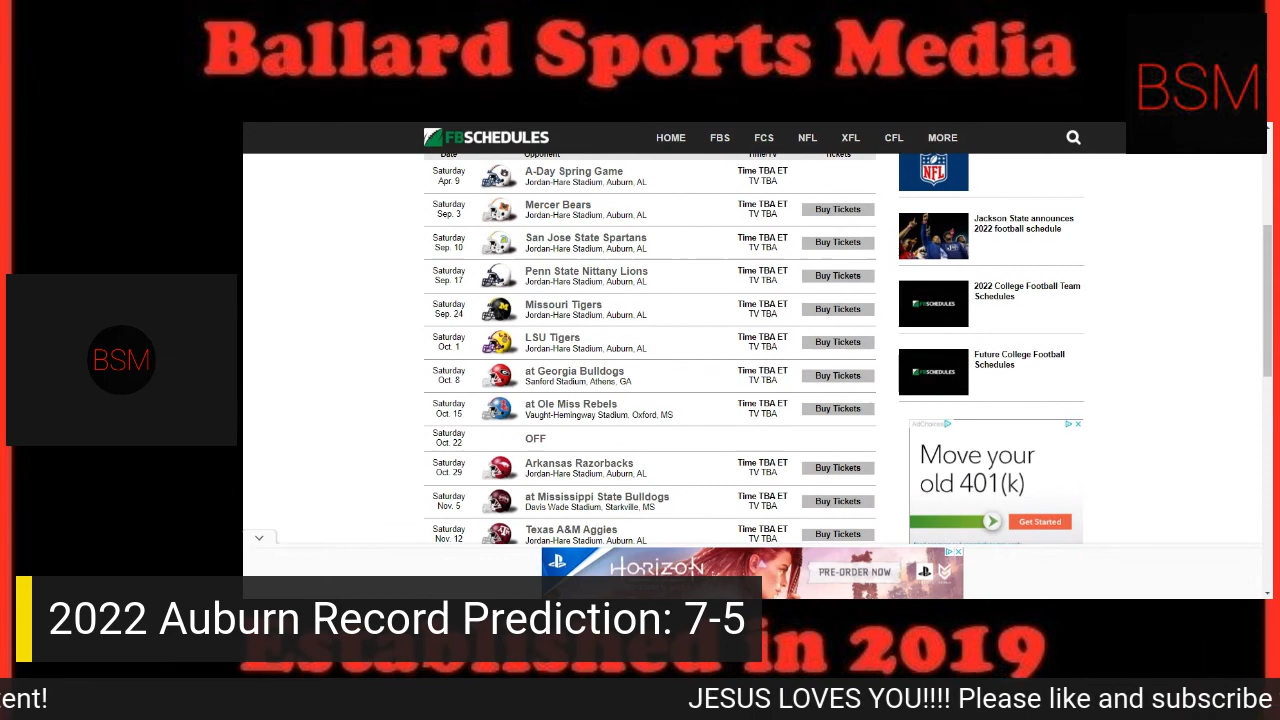 Ballard Sports Media
BSM
FBSCHEDULES
HOME FBS FCS NFL XFL CFL MORE
Date Opponent Time/TV Tickets
Saturday A-Day Spring Game Time TBA ET
Apr. 9 Jordan-Hare Stadium, Auburn, AL TV TBA
Saturday Mercer Bears Time TBA ET Buy Tickets
Sep. 3 Jordan-Hare Stadium, Auburn, AL TV TBA
Saturday San Jose State Spartans Time TBA ET Buy Tickets
Sep. 10 Jordan-Hare Stadium, Auburn, AL TV TBA
Saturday Penn State Nittany Lions Time TBA ET Buy Tickets
Sep. 17 Jordan-Hare Stadium, Auburn, AL TV TBA
Saturday Missouri Tigers Time TBA ET Buy Tickets
Sep. 24 Jordan-Hare Stadium, Auburn, AL TV TBA
Saturday LSU Tigers Time TBA ET Buy Tickets
Oct. 1 Jordan-Hare Stadium, Auburn, AL TV TBA
Saturday at Georgia Bulldogs Time TBA ET Buy Tickets
Oct. 8 Sanford Stadium, Athens, GA TV TBA
Saturday at Ole Miss Rebels Time TBA ET Buy Tickets
Oct. 15 Vaught-Hemingway Stadium, Oxford, MS TV TBA
Saturday
Oct. 22 OFF
Saturday Arkansas Razorbacks Time TBA ET Buy Tickets
Oct. 29 Jordan-Hare Stadium, Auburn, AL TV TBA
Saturday at Mississippi State Bulldogs Time TBA ET Buy Tickets
Nov. 5 Davis Wade Stadium, Starkville, MS TV TBA
Saturday Texas A&M Aggies Time TBA ET Buy Tickets
Nov. 12 Jordan-Hare Stadium, Auburn, AL TV TBA
NFL
Jackson State announces
2022 football schedule
FBSCHEDULES
2022 College Football Team
Schedules
FBSCHEDULES
Future College Football
Schedules
AdChoices
Move your
old 401(k)
Get Started
BSM
HORIZON
PRE-ORDER NOW
2022 Auburn Record Prediction: 7-5
Established in 2019
ent! JESUS LOVES YOU!!!! Please like and subscribe